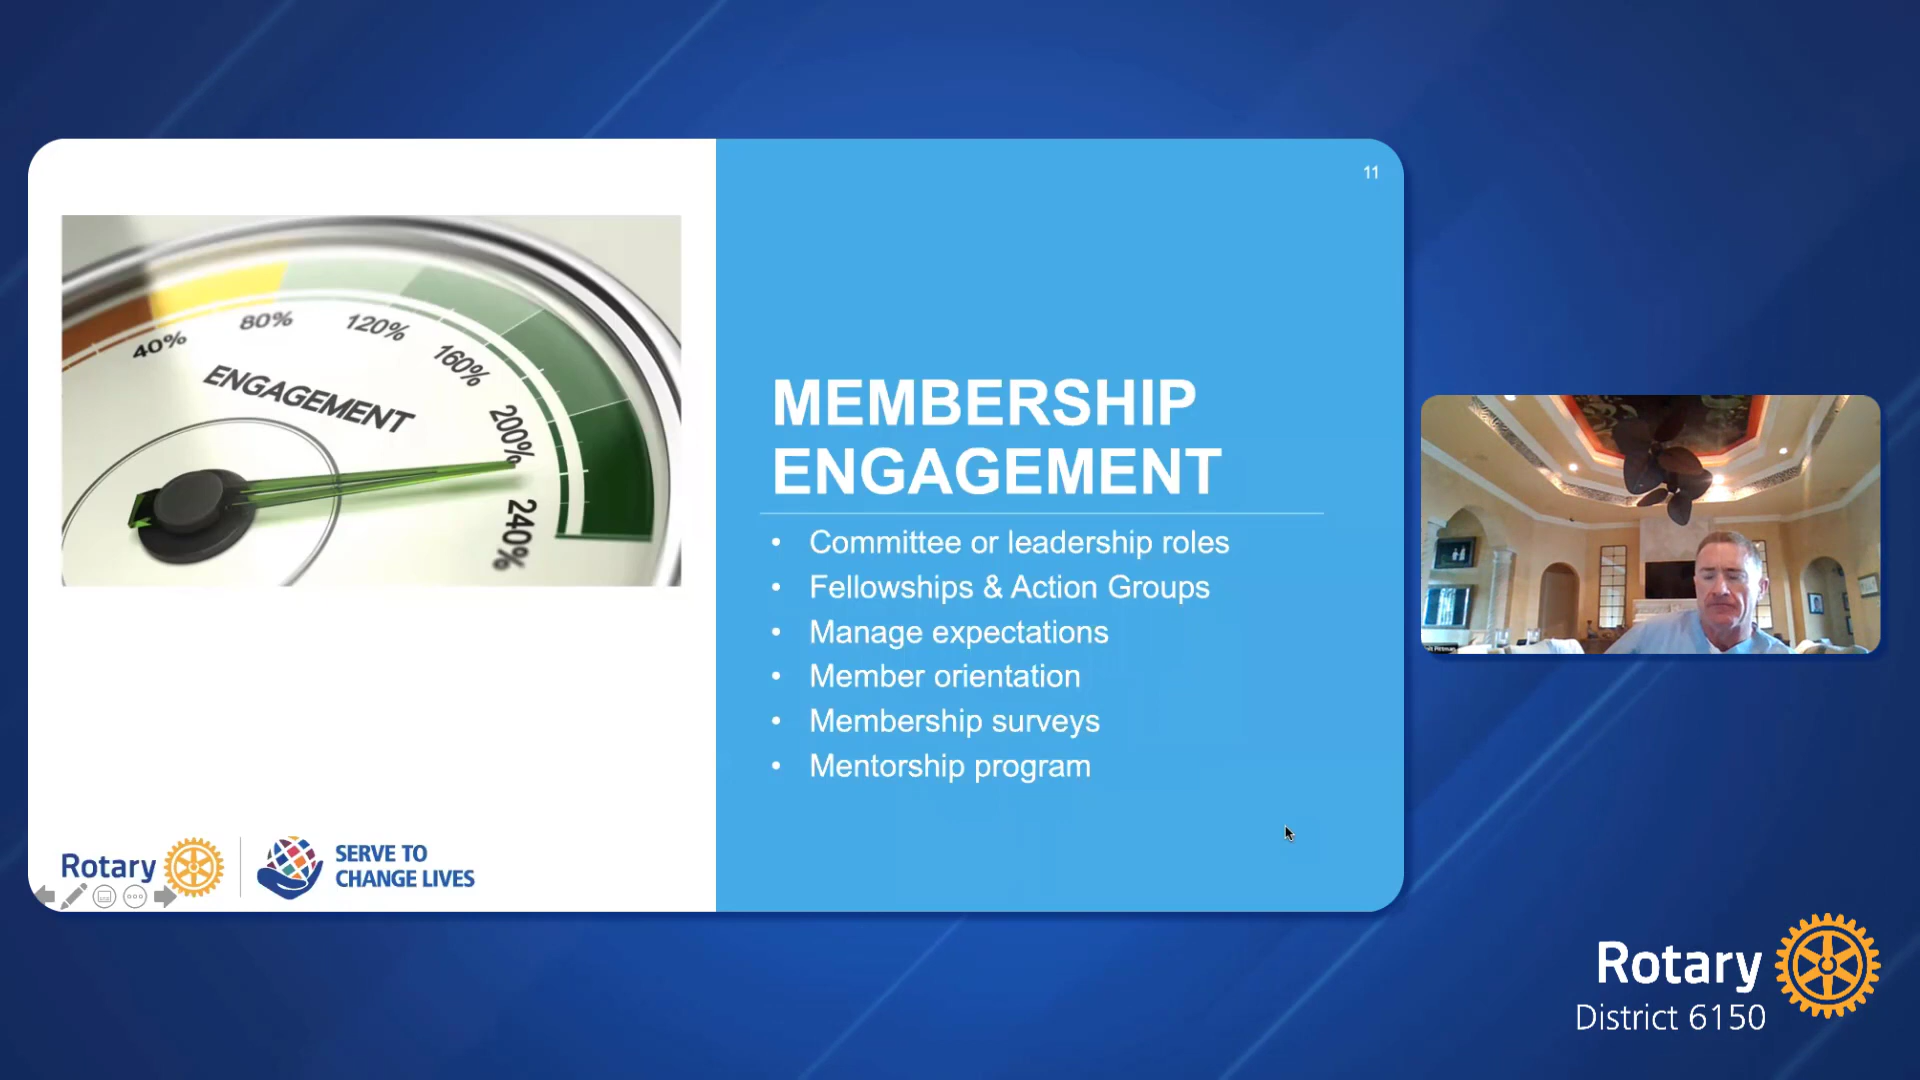 11
40%
80%
120%
160%
200%
240%
ENGAGEMENT
MEMBERSHIP
ENGAGEMENT
• Committee or leadership roles
• Fellowships & Action Groups
• Manage expectations
• Member orientation
• Membership surveys
• Mentorship program
Rotary
SERVE TO
CHANGE LIVES
Pittman
Rotary
District 6150